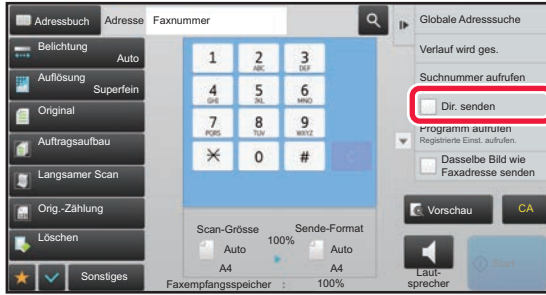 Adressbuch
Adresse
Faxnummer
Globale Adresssuche
Belichtung
Auto
Verlauf wird ges.
Auflösung
Superfein
Suchnummer aufrufen
Original
Dir. senden
Auftragsaufbau
Programm aufrufen
Registrierte Einst. aufrufen.
Langsamer Scan
Dasselbe Bild wie
Faxadresse senden
Orig.-Zählung
Löschen
Sonstiges
1
2
ABC
3
DEF
4
GHI
5
JKL
6
MNO
7
PQRS
8
TUV
9
WXYZ
0
#
C
Scan-Grösse
100%
Sende-Format
Auto
A4
Auto
A4
Faxempfangsspeicher : 100%
Vorschau
CA
Laut-
sprecher
Start